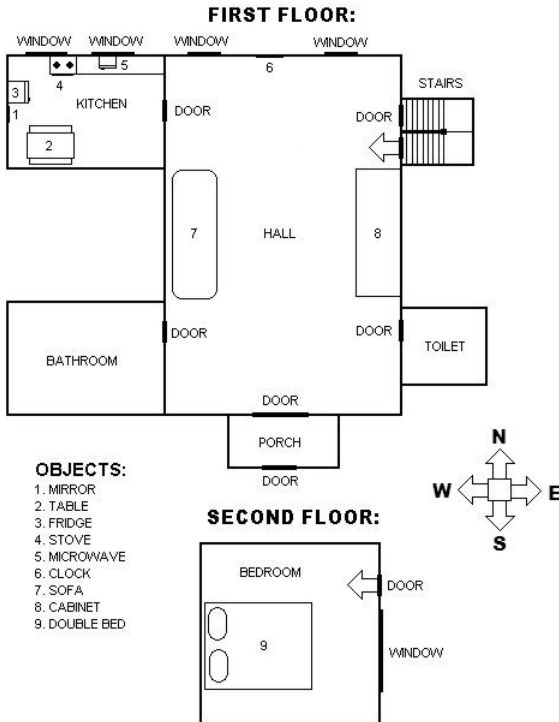 FIRST FLOOR:
WINDOW WINDOW WINDOW WINDOW
5
6
4
STAIRS
3
KITCHEN
DOOR
DOOR
1
2
7
HALL
8
DOOR
DOOR
BATHROOM
TOILET
DOOR
PORCH
DOOR
N
W E
S
OBJECTS:
1. MIRROR
2. TABLE
3. FRIDGE
4. STOVE
5. MICROWAVE
6. CLOCK
7. SOFA
8. CABINET
9. DOUBLE BED
SECOND FLOOR:
BEDROOM
DOOR
9
WINDOW